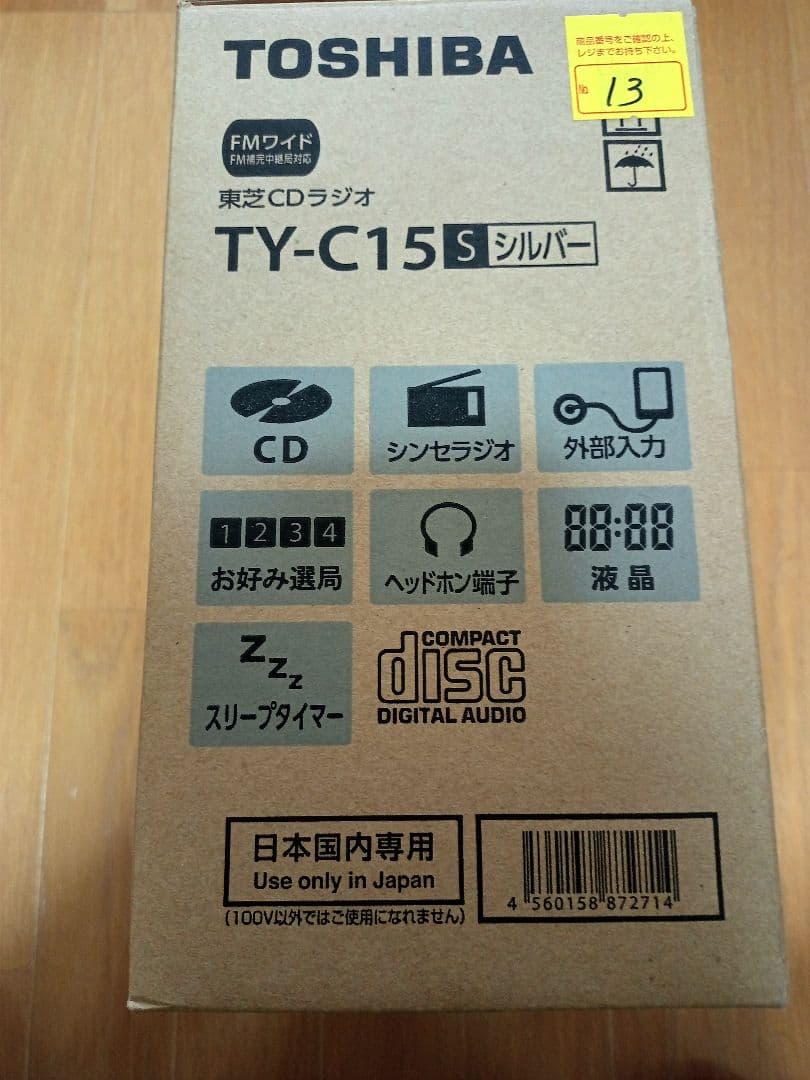 TOSHIBA
商品番号をご確認の上、
レジまでお持ち下さい。
No. 13
FMワイド
FM補完中継局対応
東芝CDラジオ
TY-C15 S シルバー
CD
シンセラジオ
外部入力
1 2 3 4
お好み選局
ヘッドホン端子
88:88
液晶
zzz
スリープタイマー
COMPACT
disc
DIGITAL AUDIO
日本国内専用
Use only in Japan
(100V以外ではご使用になれません)
4 560158 872714